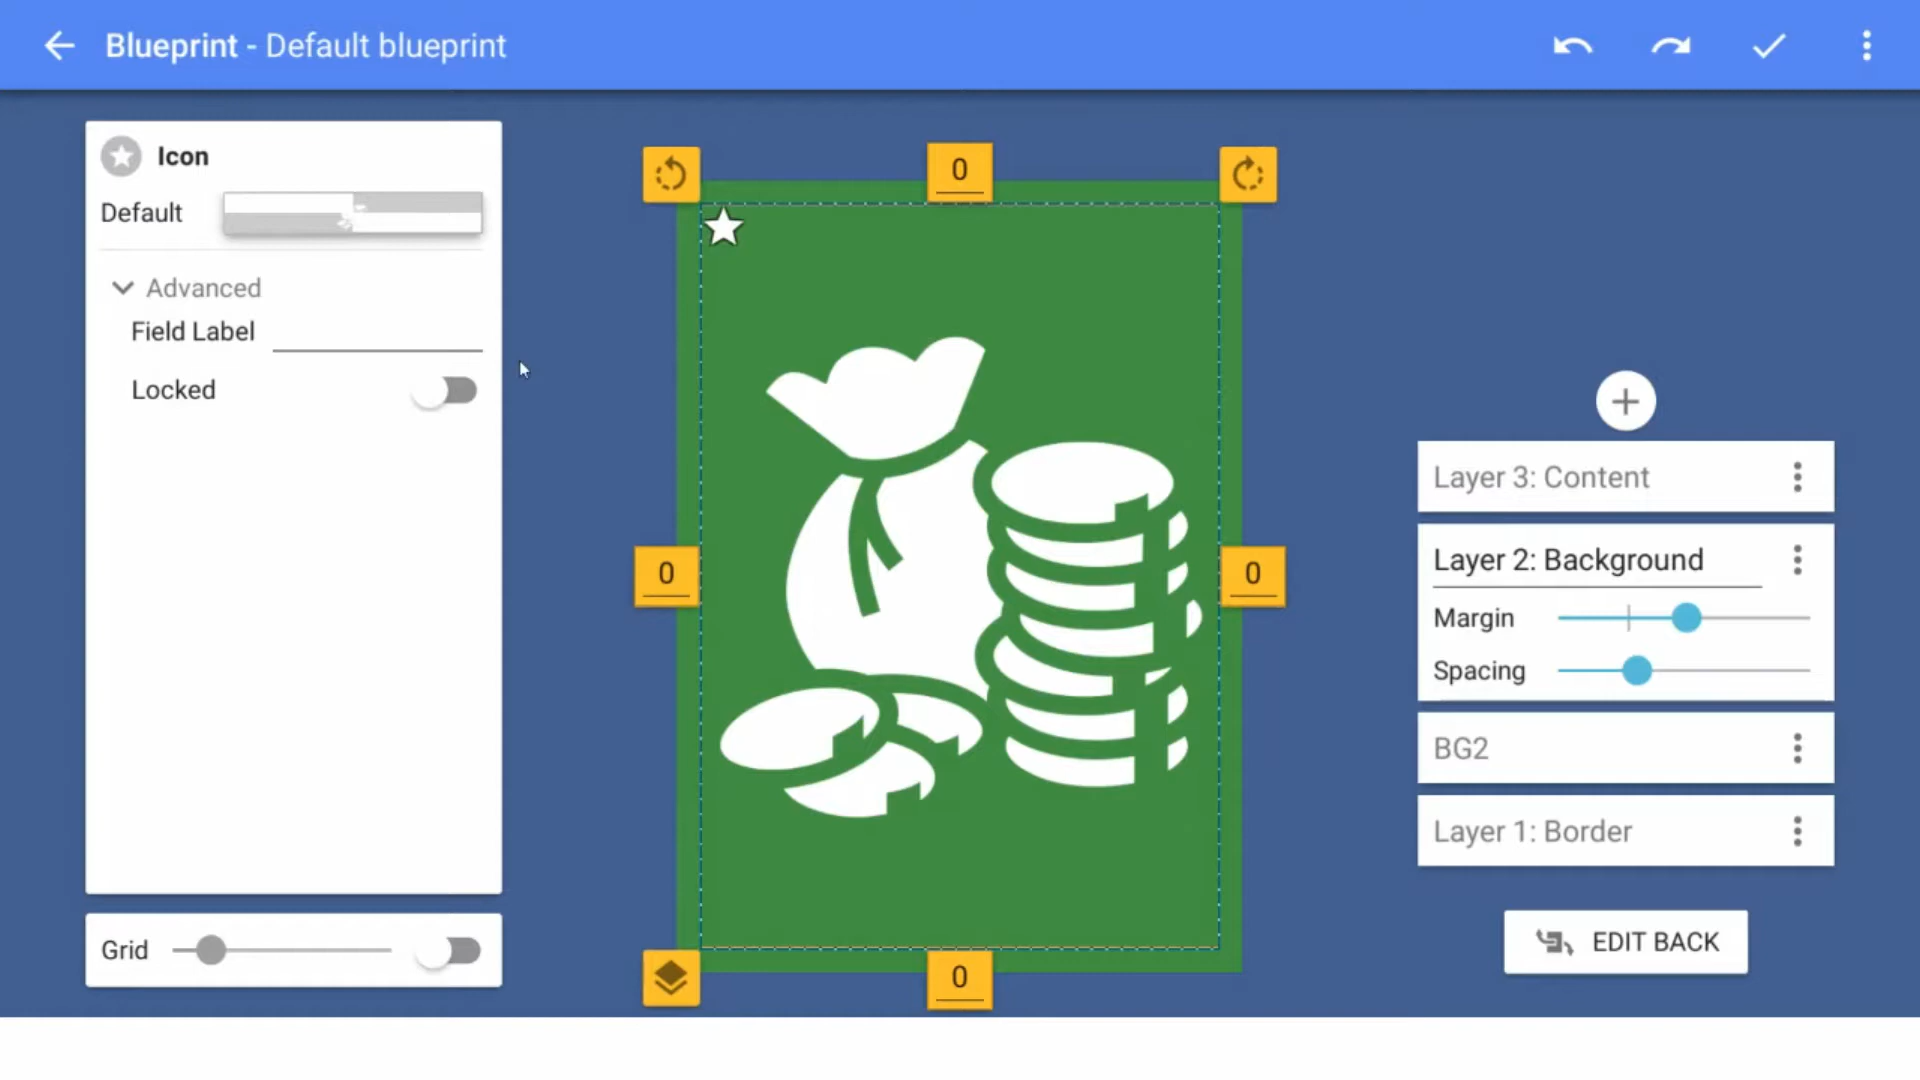 Blueprint - Default blueprint
Icon
Default
Advanced
Field Label
Locked
Grid
0
0
0
0
Layer 3: Content
Layer 2: Background
Margin
Spacing
BG2
Layer 1: Border
EDIT BACK